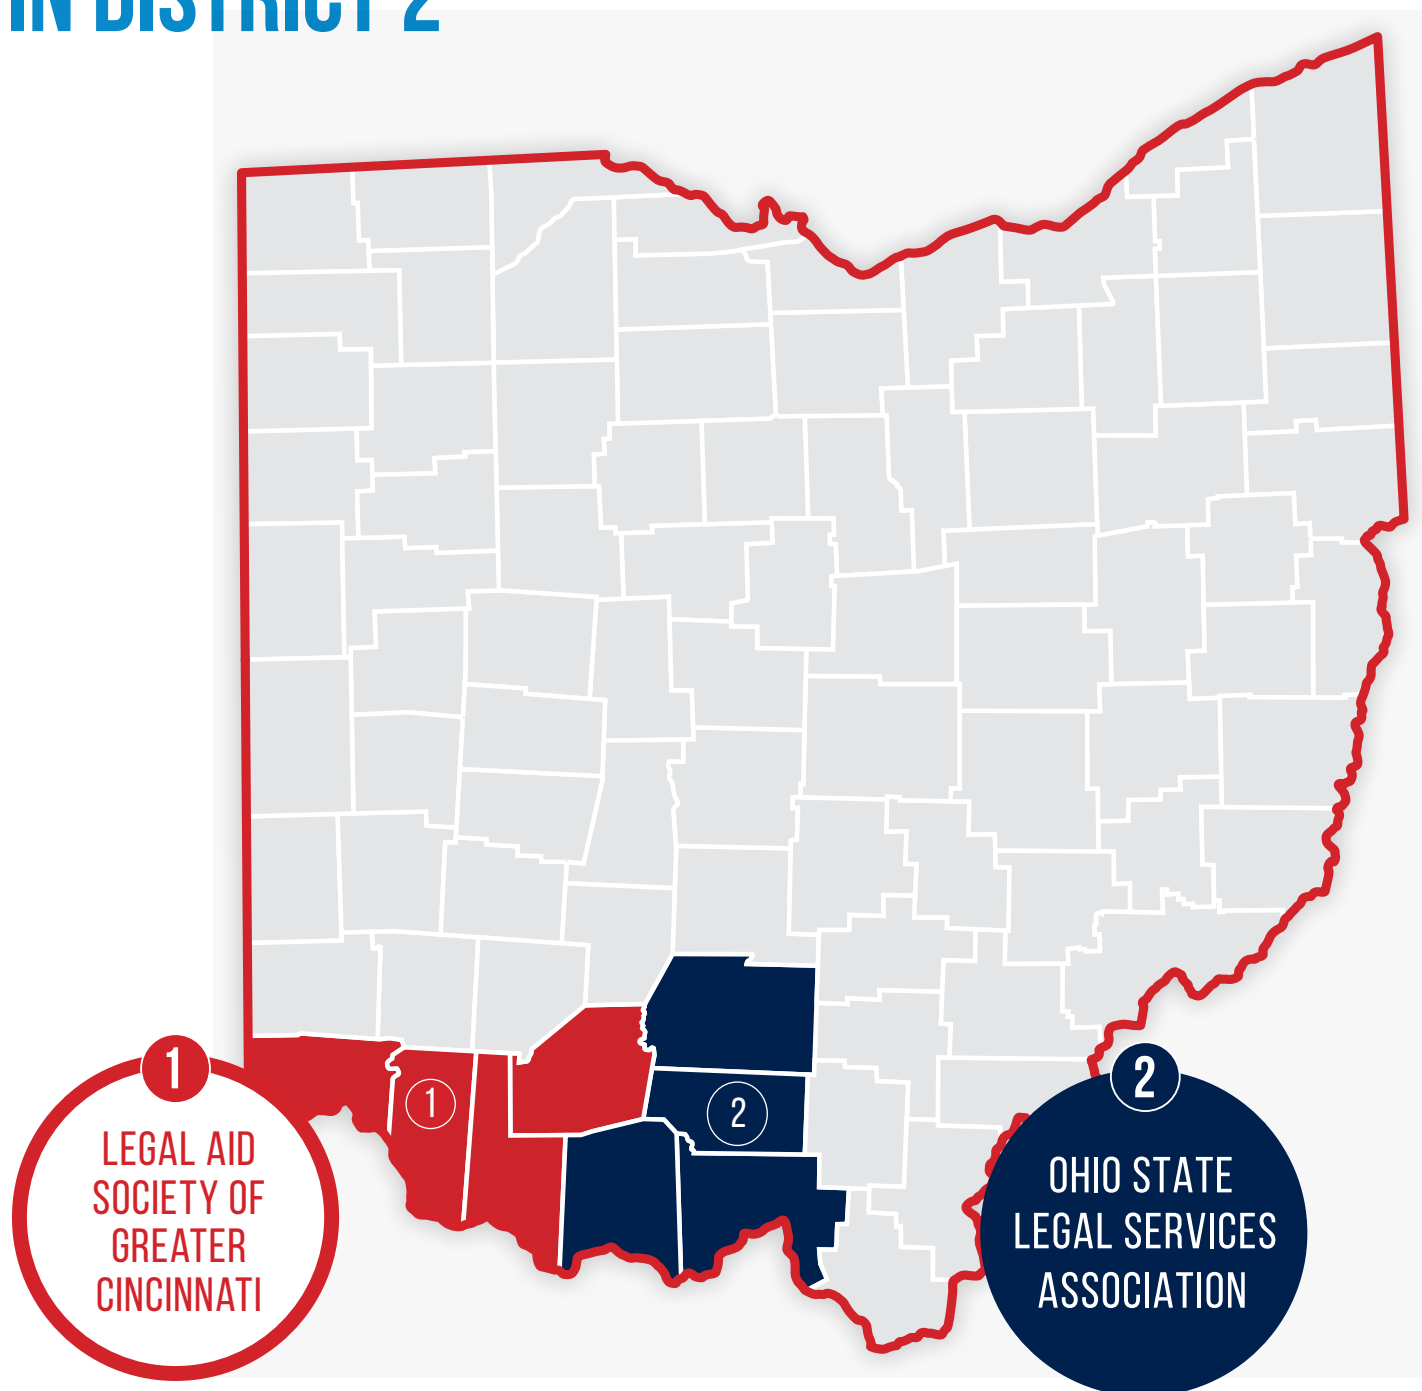 IN DISTRICT 2
1
LEGAL AID
SOCIETY OF
GREATER
CINCINNATI
1
2
2
OHIO STATE
LEGAL SERVICES
ASSOCIATION